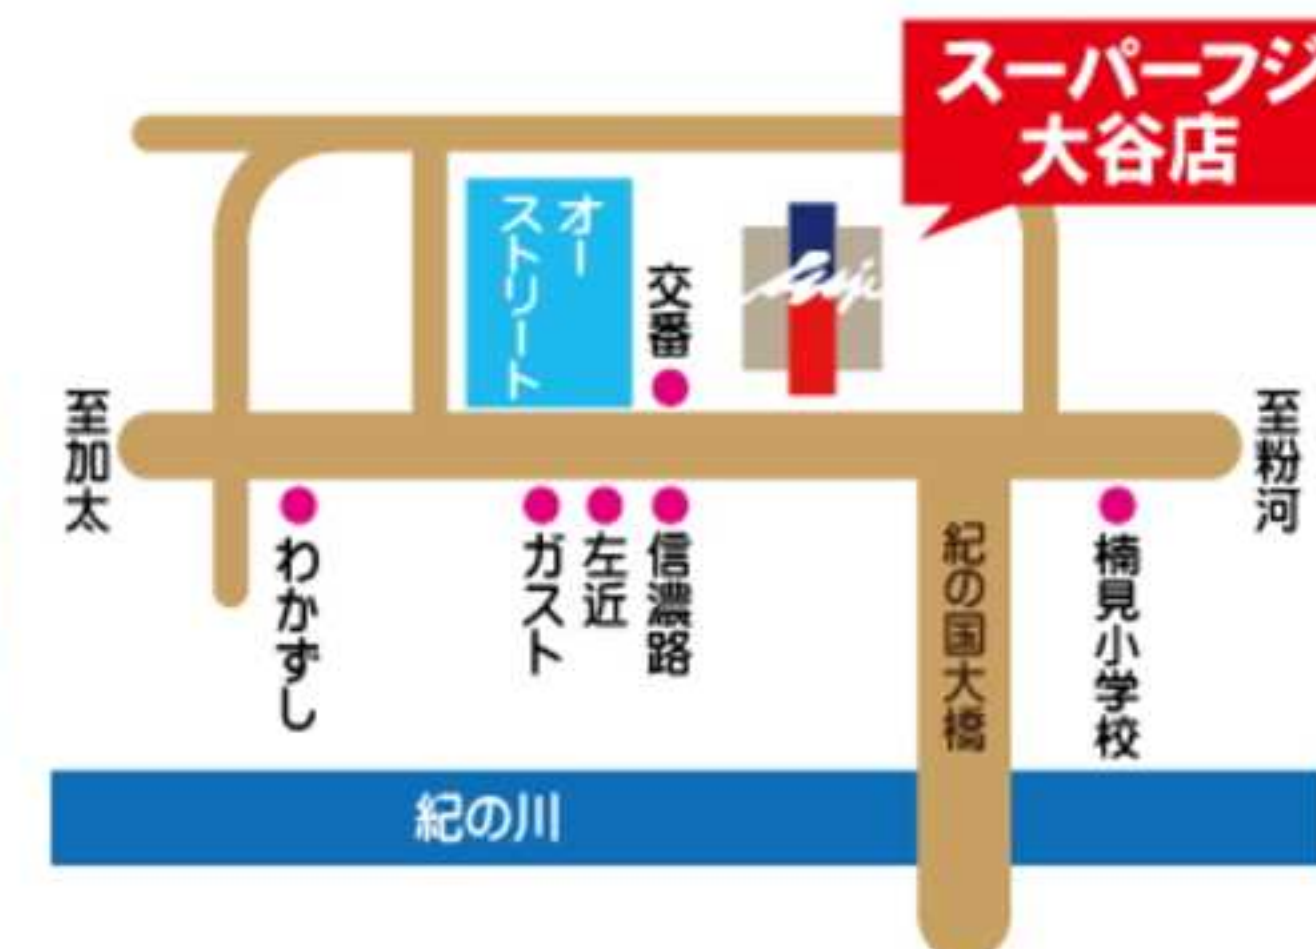 スーパーフジ
大谷店
オー
ストリート
交番
Fuji
至加太
至粉河
わかずし
ガスト
左近
信濃路
紀の国大橋
楠見小学校
紀の川